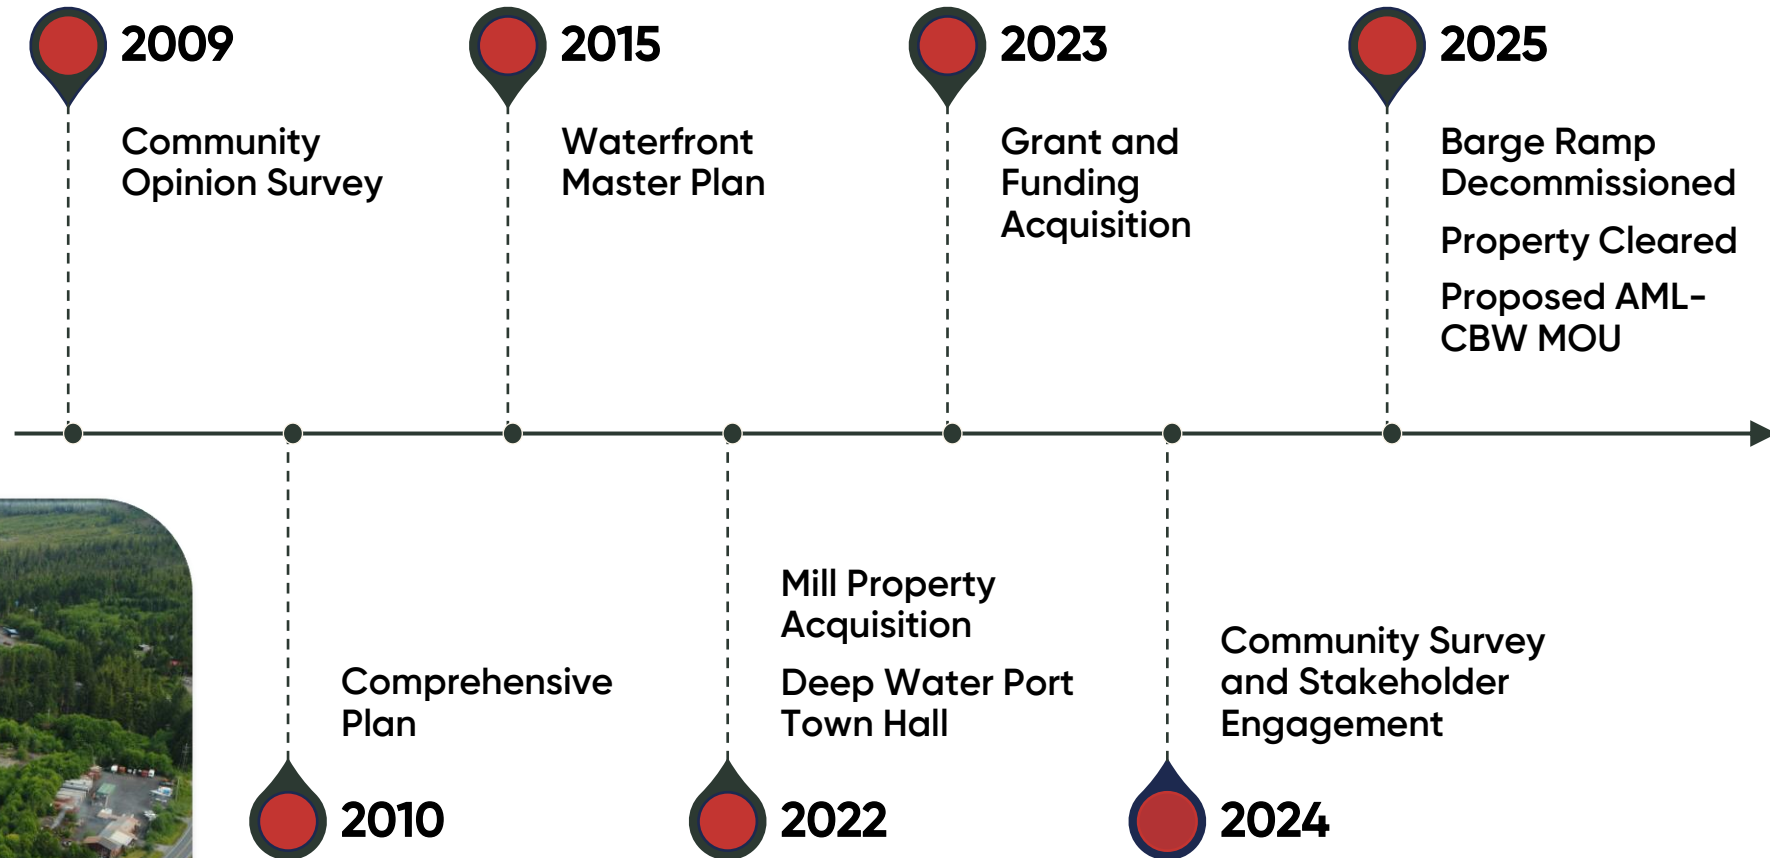 2009
Community
Opinion Survey
2015
Waterfront
Master Plan
2023
Grant and
Funding
Acquisition
2025
Barge Ramp
Decommissioned
Property Cleared
Proposed AML-
CBW MOU
Comprehensive
Plan
2010
Mill Property
Acquisition
Deep Water Port
Town Hall
2022
Community Survey
and Stakeholder
Engagement
2024